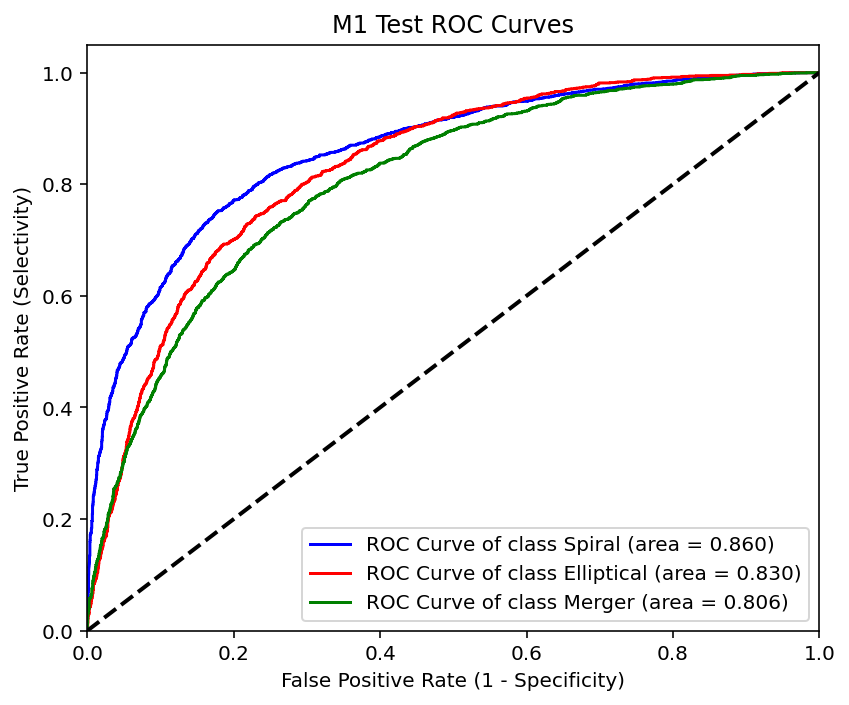 M1 Test ROC Curves
True Positive Rate (Selectivity)
1.0
0.8
0.6
0.4
0.2
0.0
ROC Curve of class Spiral (area = 0.860)
ROC Curve of class Elliptical (area = 0.830)
ROC Curve of class Merger (area = 0.806)
0.0 0.2 0.4 0.6 0.8 1.0
False Positive Rate (1 - Specificity)